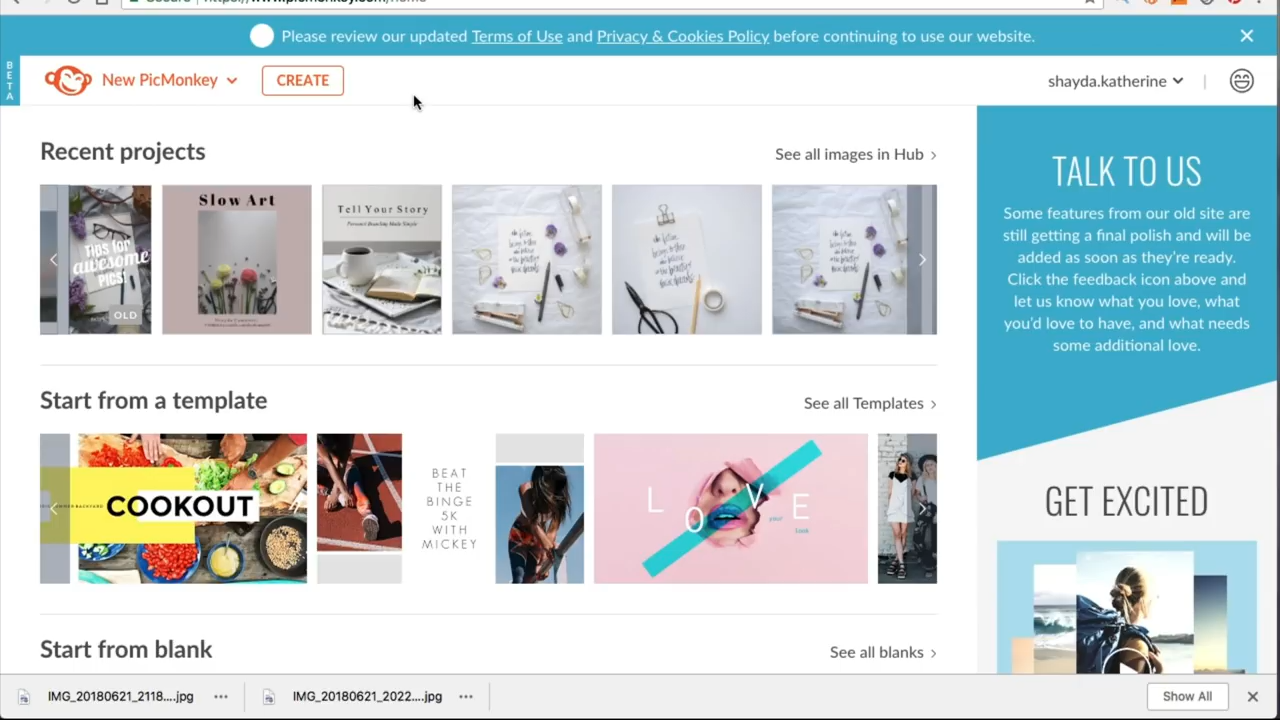 Please review our updated Terms of Use and Privacy & Cookies Policy before continuing to use our website.
BETA
New PicMonkey
CREATE
shayda.katherine
Recent projects
See all images in Hub
TIPS for
awesome
PICS!
OLD
Slow Art
Tell Your Story
Personal Branding Made Simple
Start from a template
See all Templates
COOKOUT
BEAT
THE
BINGE
5K
WITH
MICKEY
L O V E
your
look
Start from blank
See all blanks
TALK TO US
Some features from our old site are
still getting a final polish and will be
added as soon as they're ready.
Click the feedback icon above and
let us know what you love, what
you'd love to have, and what needs
some additional love.
GET EXCITED
IMG_20180621_2118....jpg
IMG_20180621_2022....jpg
Show All